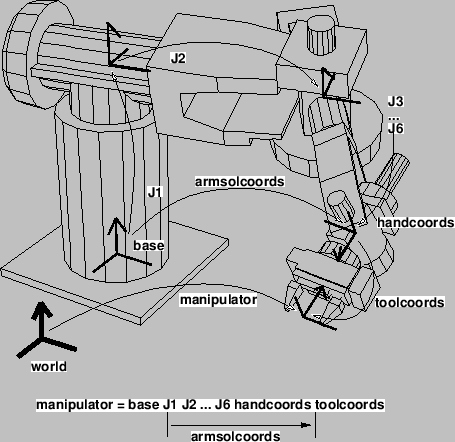 J2
J3
...
J6
armsolcoords
J1
handcoords
base
manipulator
toolcoords
world
manipulator = base J1 J2 ... J6 handcoords toolcoords
armsolcoords